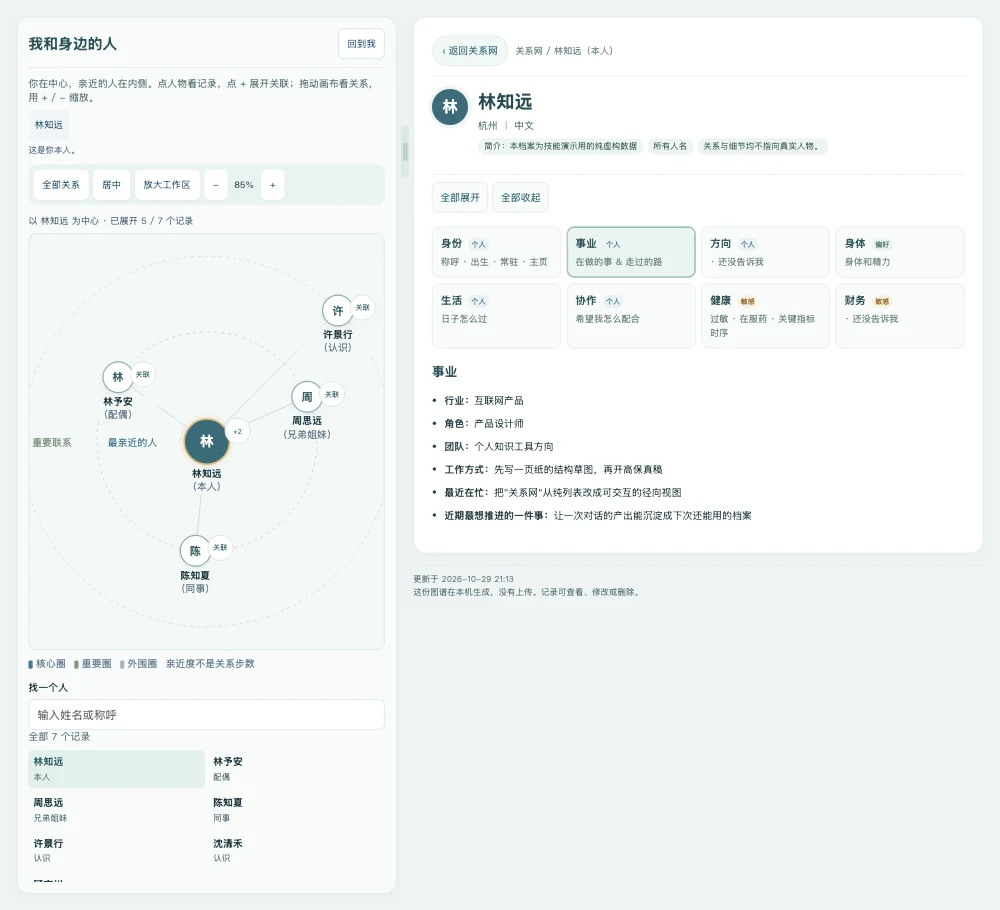 我和身边的人
回到我
你在中心，亲近的人在内侧。点人物看记录，点 + 展开关联；拖动画布看关系，
用 + / − 缩放。
林知远
这是你本人。
全部关系 居中 放大工作区 − 85% +
以 林知远 为中心 · 已展开 5 / 7 个记录
许 关联
许景行
(认识)
林 关联
林予安
(配偶)
周 关联
周思远
(兄弟姐妹)
重要联系 最亲近的人
林 +2
林知远
(本人)
陈 关联
陈知夏
(同事)
核心圈 重要圈 外围圈 亲近度不是关系步数
找一个人
输入姓名或称呼
全部 7 个记录
林知远
本人
林予安
配偶
周思远
兄弟姐妹
陈知夏
同事
许景行
认识
沈清禾
认识
‹ 返回关系网 关系网 / 林知远（本人）
林 林知远
杭州 | 中文
简介：本档案为技能演示用的纯虚构数据 所有人名 关系与细节均不指向真实人物。
全部展开 全部收起
身份 个人
称呼 · 出生 · 常驻 · 主页
事业 个人
在做的事 & 走过的路
方向 个人
· 还没告诉我
身体 偏好
身体和精力
生活 个人
日子怎么过
协作 个人
希望我怎么配合
健康 敏感
过敏 · 在服药 · 关键指标
时序
财务 敏感
· 还没告诉我
事业
• 行业：互联网产品
• 角色：产品设计师
• 团队：个人知识工具方向
• 工作方式：先写一页纸的结构草图，再开高保真稿
• 最近在忙：把"关系网"从纯列表改成可交互的径向视图
• 近期最想推进的一件事：让一次对话的产出能沉淀成下次还能用的档案
更新于 2026-10-29 21:13
这份图谱在本机生成，没有上传。记录可查看、修改或删除。